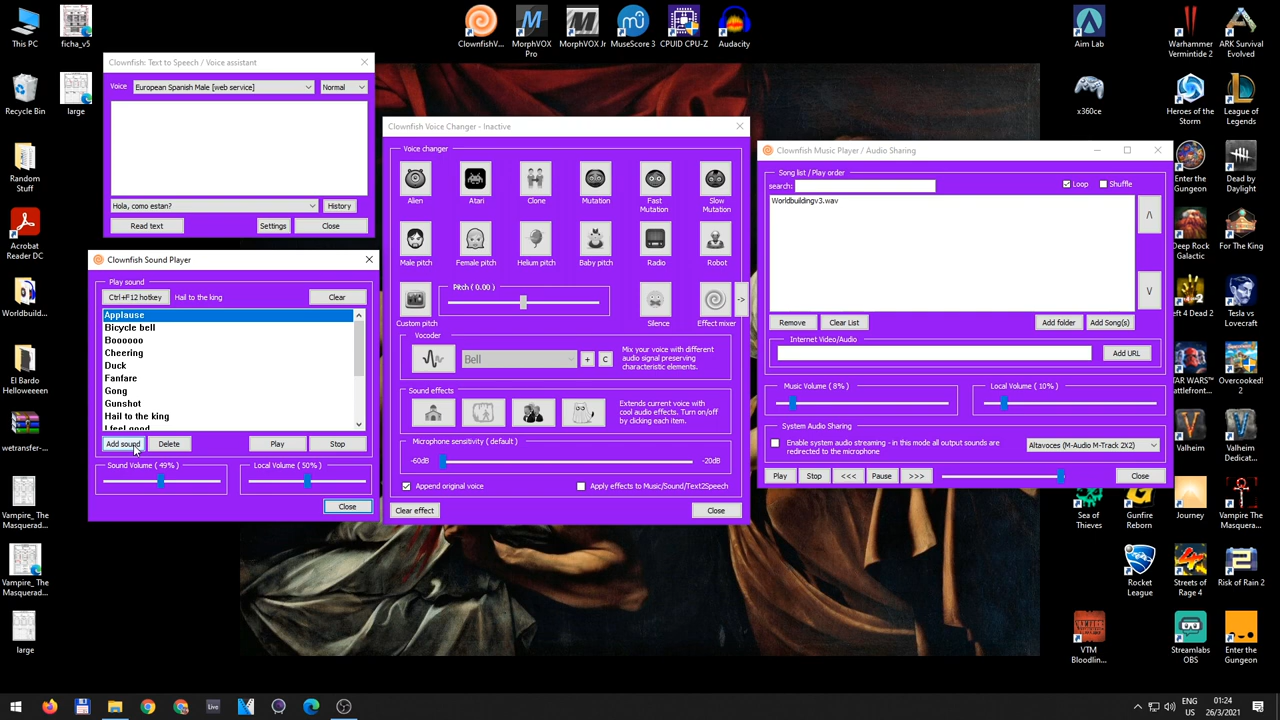 This PC
ficha_v5
Recycle Bin
large
Random
Stuff
Acrobat
Reader DC
Worldbuild...
El Bardo
Helloweeen
wetransfer-...
Vampire_ The
Masquerad...
Vampire_ The
Masquerad...
large
ClownfishV...
MorphVOX
Pro
MorphVOX Jr
MuseScore 3
CPUID CPU-Z
Audacity
Aim Lab
Warhammer
Vermintide 2
ARK Survival
Evolved
x360ce
Heroes of the
Storm
League of
Legends
Enter the
Gungeon
Dead by
Daylight
Deep Rock
Galactic
For The King
Left 4 Dead 2
Tesla vs
Lovecraft
STAR WARS™
Battlefron...
Overcooked!
2
Valheim
Valheim
Dedicat...
Sea of
Thieves
Gunfire
Reborn
Journey
Vampire The
Masquera...
Rocket
League
Streets of
Rage 4
Risk of Rain 2
VTM
Bloodlin...
Streamlabs
OBS
Enter the
Gungeon
Clownfish: Text to Speech / Voice assistant
Voice
European Spanish Male [web service]
Normal
Hola, como estan?
History
Read text
Settings
Close
Clownfish Sound Player
Play sound
Ctrl+F12 hotkey
Hail to the king
Clear
Applause
Bicycle bell
Boooooo
Cheering
Duck
Fanfare
Gong
Gunshot
Hail to the king
I feel good
Add sound
Delete
Play
Stop
Sound Volume ( 49% )
Local Volume ( 50% )
Close
Clownfish Voice Changer - Inactive
Voice changer
Alien
Atari
Clone
Mutation
Fast
Mutation
Slow
Mutation
Male pitch
Female pitch
Helium pitch
Baby pitch
Radio
Robot
Custom pitch
Pitch ( 0.00 )
Silence
Effect mixer
->
Vocoder
Bell
+
C
Mix your voice with different
audio signal preserving
characteristic elements.
Sound effects
Extends current voice with
cool audio effects. Turn on/off
by clicking each item.
Microphone sensitivity ( default )
-60dB
-20dB
Append original voice
Apply effects to Music/Sound/Text2Speech
Clear effect
Close
Clownfish Music Player / Audio Sharing
Song list / Play order
search:
Loop
Shuffle
Worldbuildingv3.wav
/\
V
Remove
Clear List
Add folder
Add Song(s)
Internet Video/Audio
Add URL
Music Volume ( 8% )
Local Volume ( 10% )
System Audio Sharing
Enable system audio streaming - in this mode all output sounds are
redirected to the microphone
Altavoces (M-Audio M-Track 2X2)
Play
Stop
<<<
Pause
>>>
Close
Live
ENG
US
01:24
26/3/2021